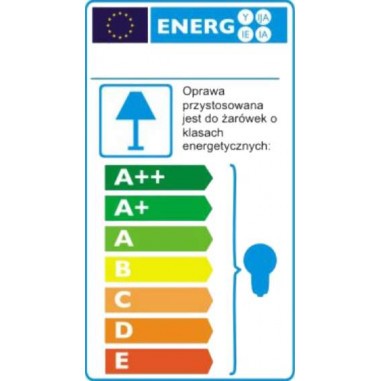 ENERG Y IJA
IE IA
Oprawa
przystosowana
jest do żarówek o
klasach
energetycznych:
A++
A+
A
B
C
D
E